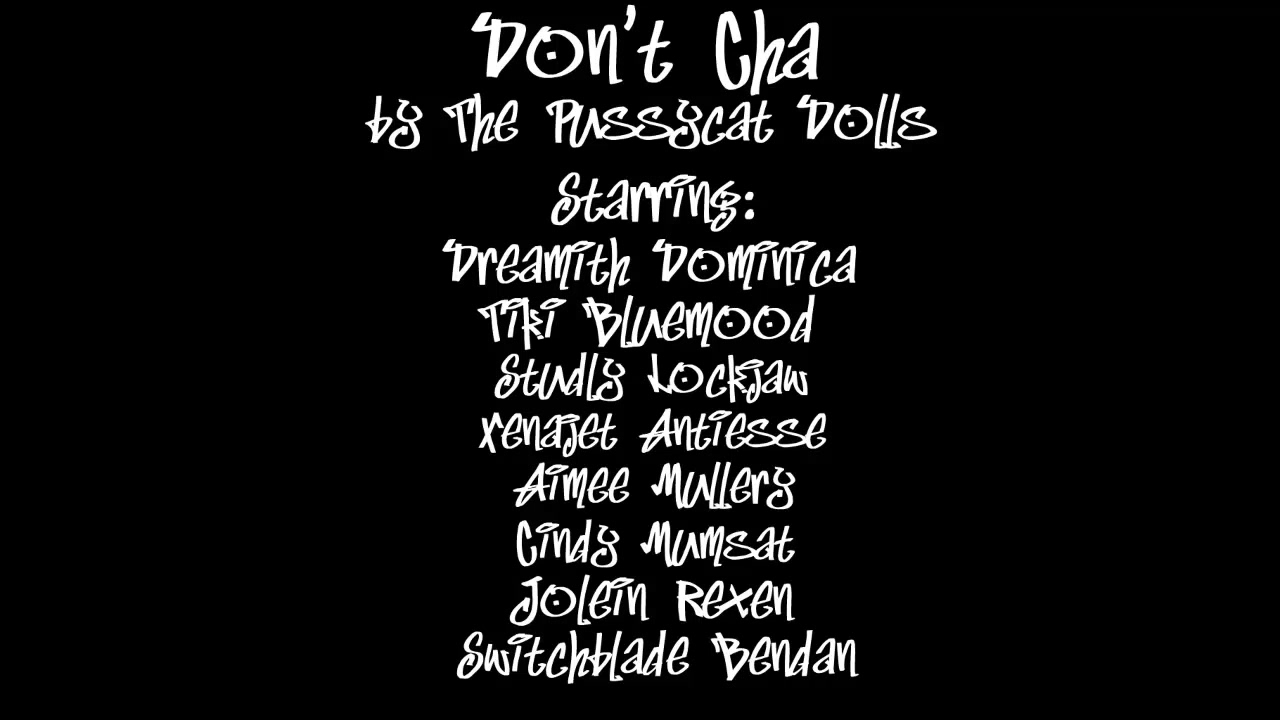 Don't Cha
by The Pussycat Dolls
Starring:
Dreamith Dominica
Tiki Bluemood
Studly Lockjaw
Xenajet Antiesse
Aimee Mullery
Cindy Mumsat
Jolein Rexen
Switchblade Bendan